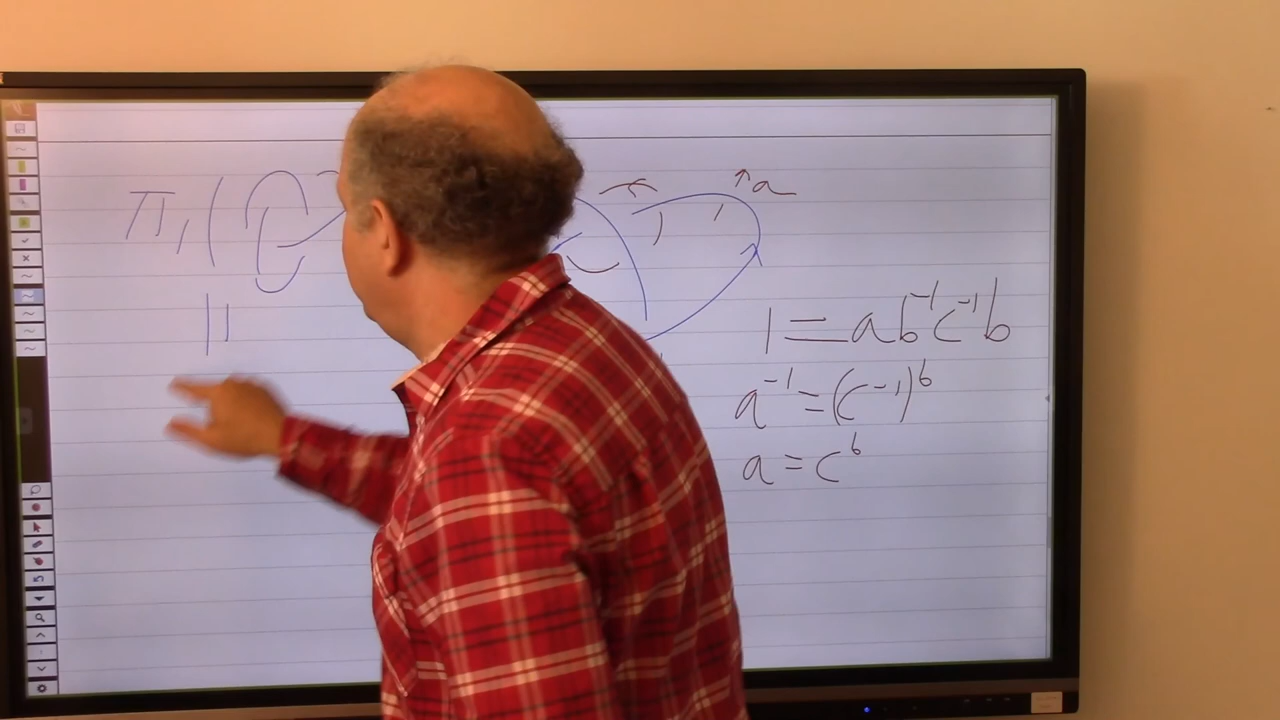 π₁(
||
a
1 = ab⁻¹c⁻¹b
a⁻¹ = (c⁻¹)ᵇ
a = cᵇ